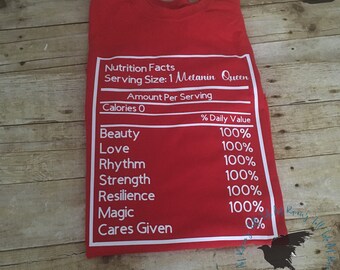 Nutrition Facts
Serving Size: 1 Melanin Queen
Amount Per Serving
Calories 0
% Daily Value
Beauty 100%
Love 100%
Rhythm 100%
Strength 100%
Resilience 100%
Magic 100%
Cares Given 0%